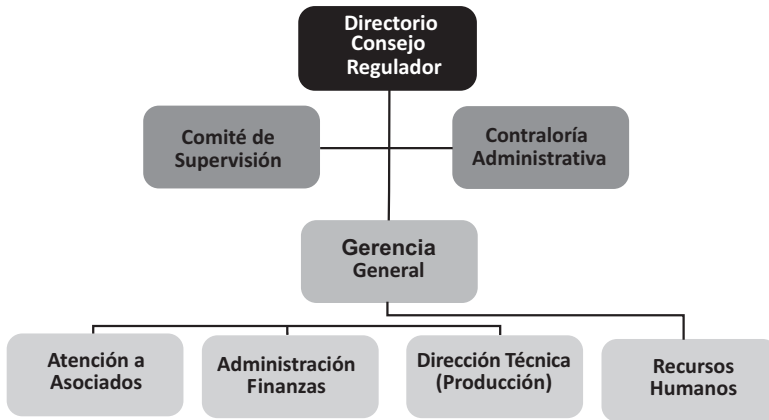 Directorio
Consejo
Regulador
Comité de
Supervisión
Contraloría
Administrativa
Gerencia
General
Atención a
Asociados
Administración
Finanzas
Dirección Técnica
(Producción)
Recursos
Humanos